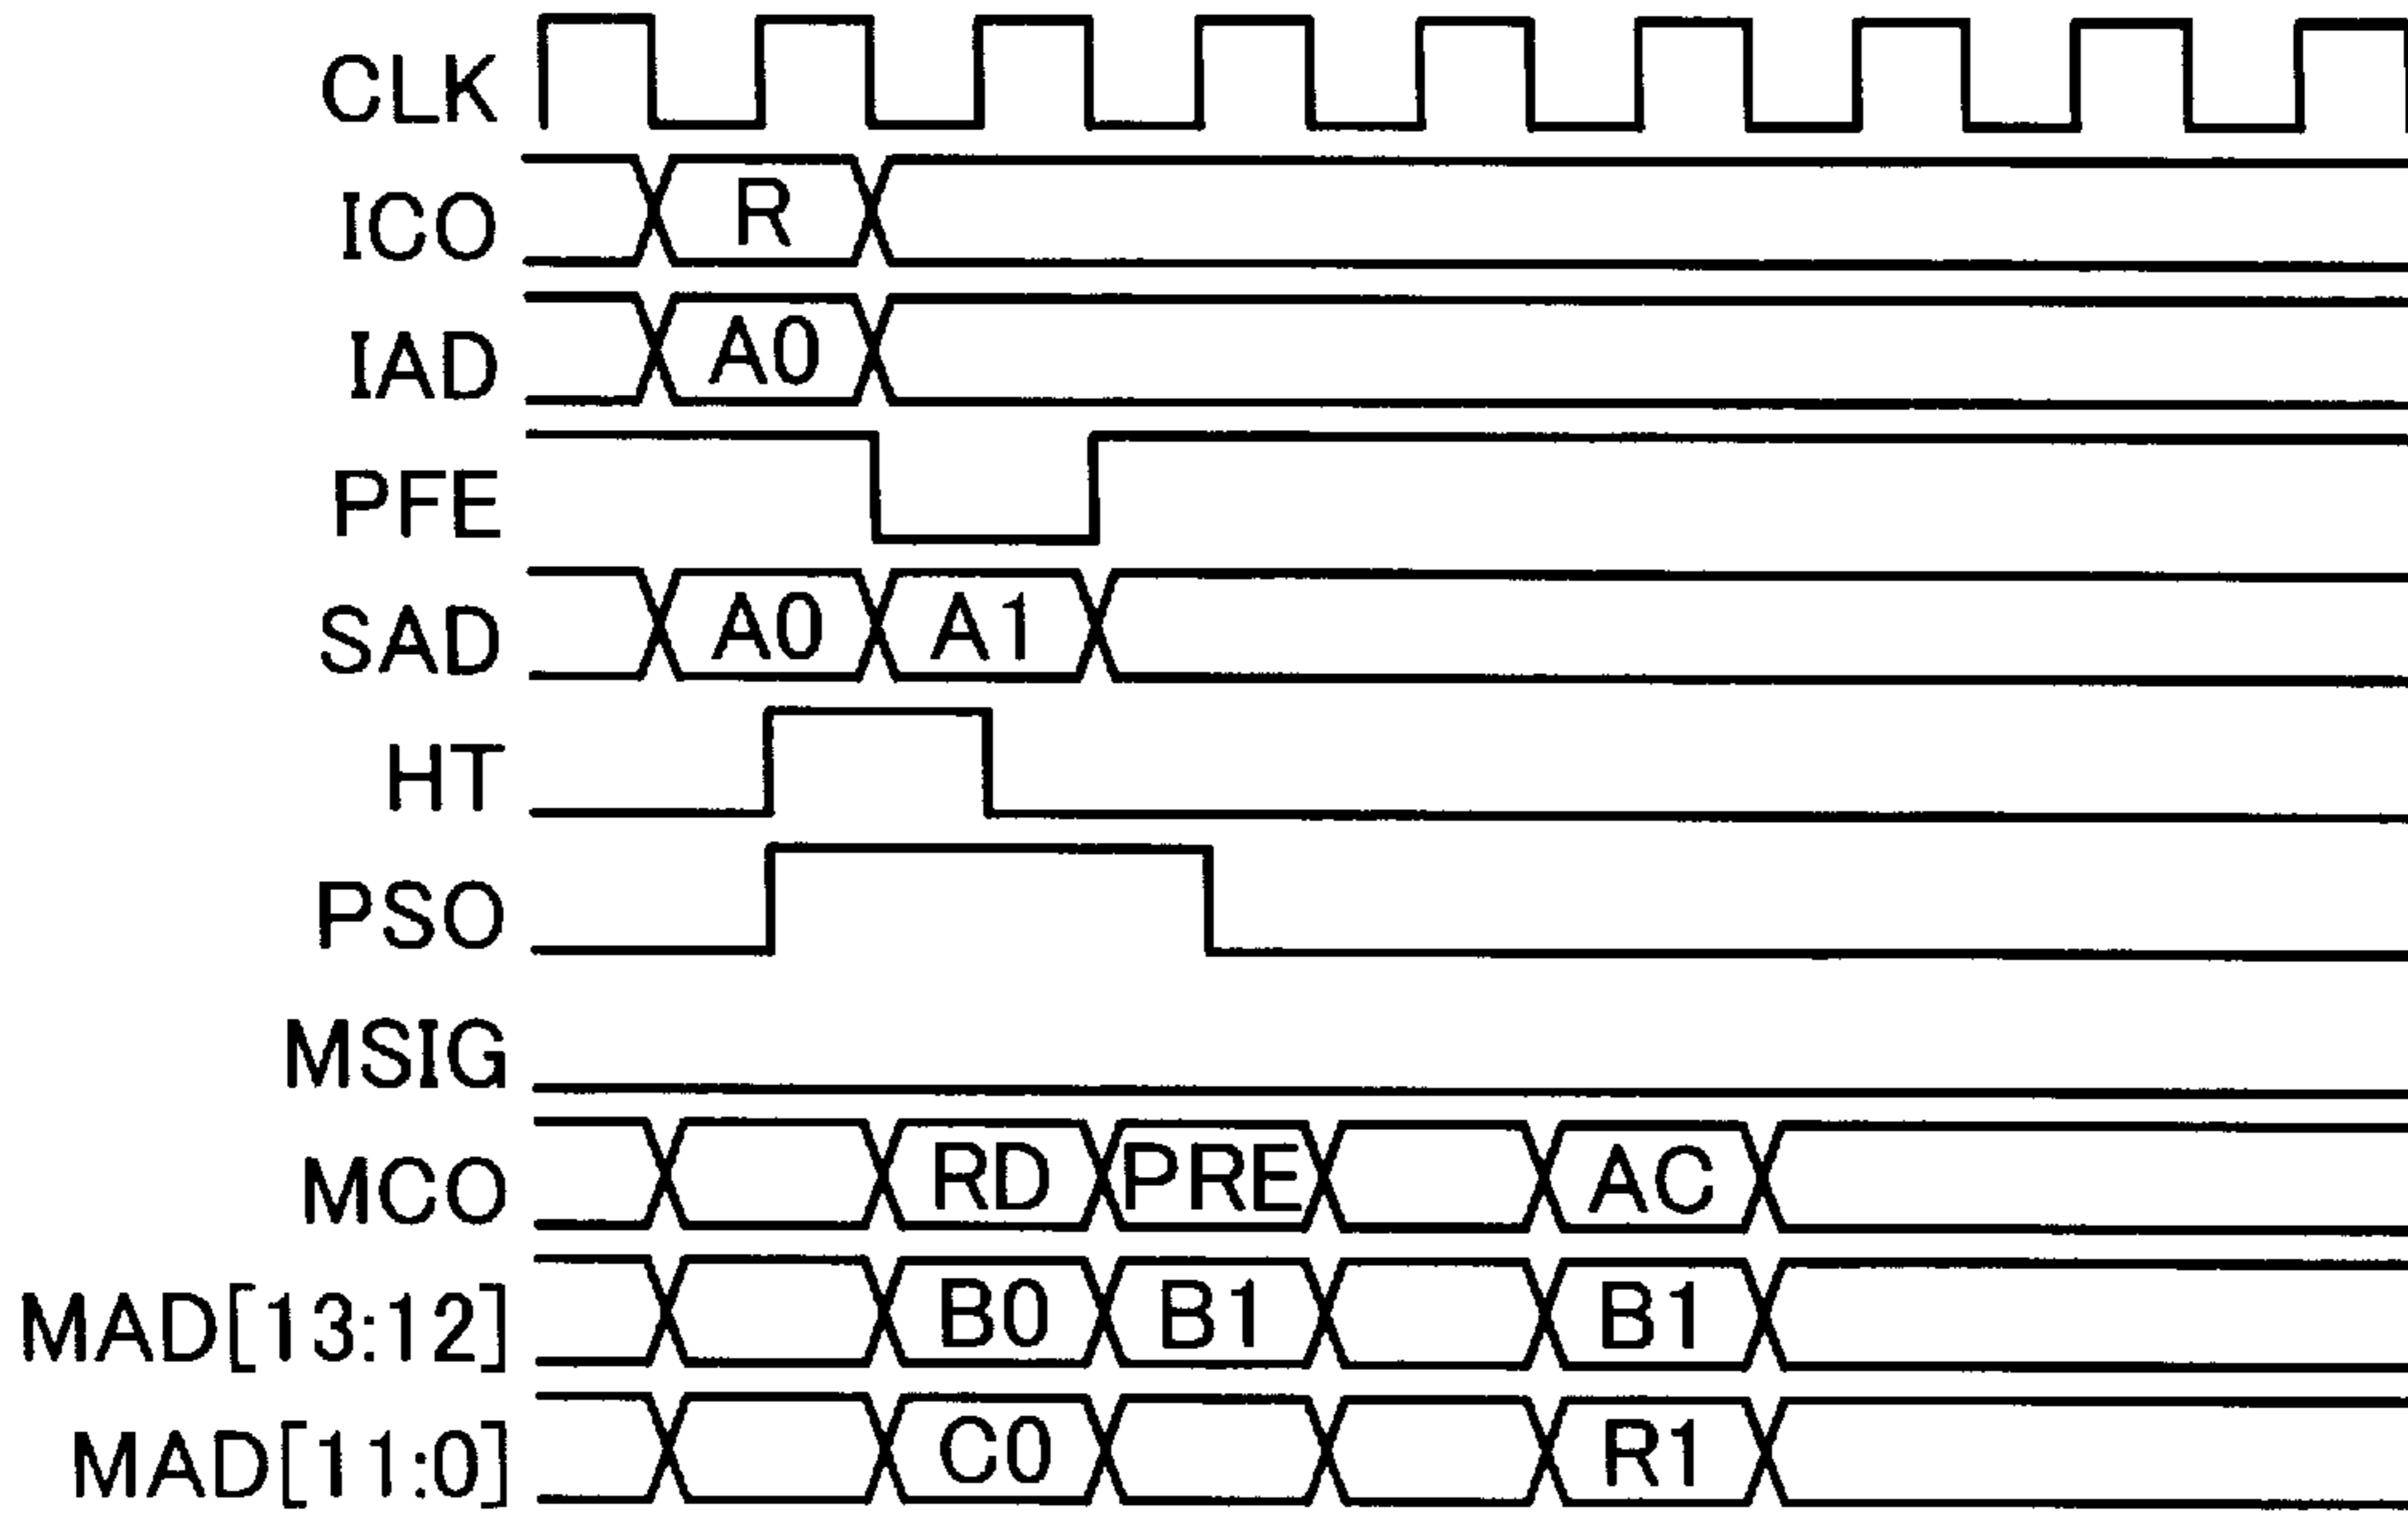 CLK
ICO R
IAD A0
PFE
SAD A0 A1
HT
PSO
MSIG
MCO RD PRE AC
MAD[13:12] B0 B1 B1
MAD[11:0] C0 R1